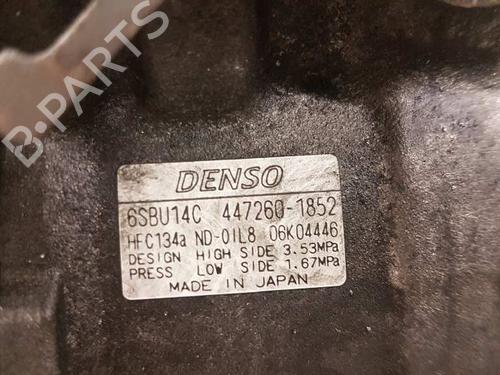 B-PARTS
DENSO
6SBU14C 447260-1852
HFC134a ND-OIL8 06K04446
DESIGN HIGH SIDE 3.53MPa
PRESS LOW SIDE 1.67MPa
MADE IN JAPAN
B-PARTS